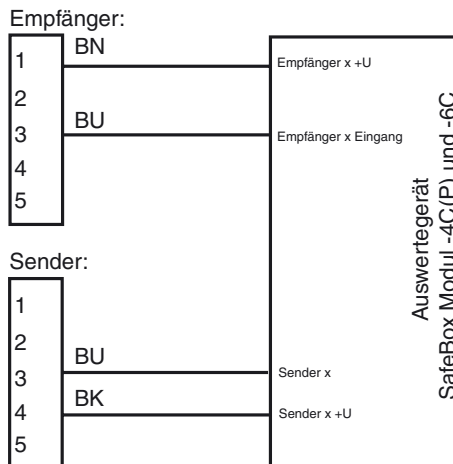 Empfänger:
1
BN
Empfänger x +U
2
3
BU
Empfänger x Eingang
4
5
Sender:
1
2
3
BU
Sender x
4
BK
Sender x +U
5
Auswertegerät
SafeBox Modul -4C(P) und -6C